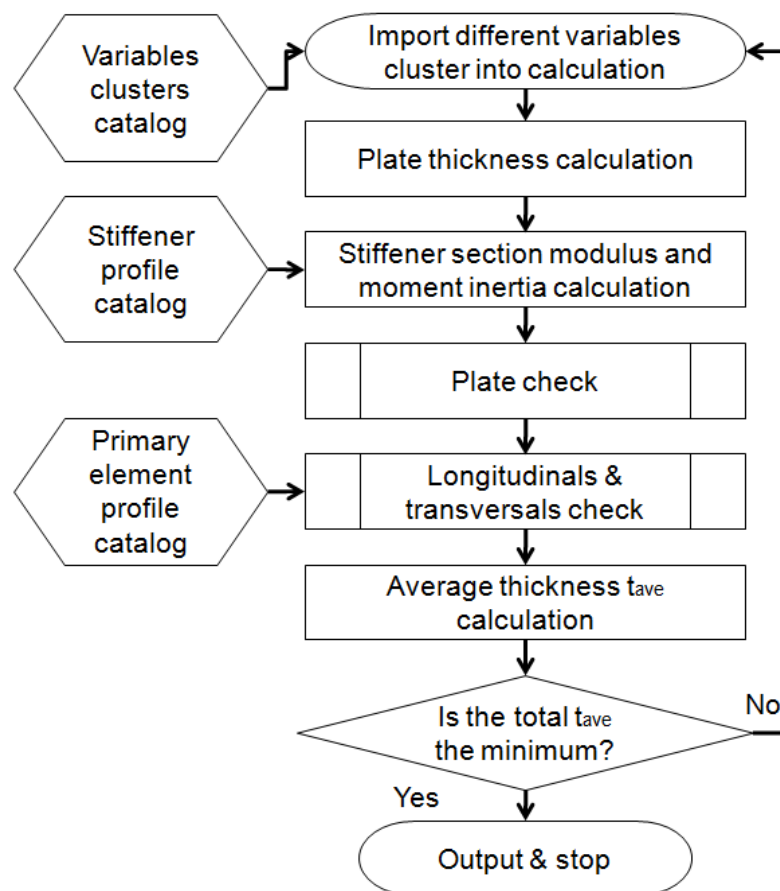 Variables
clusters
catalog
Import different variables
cluster into calculation
Plate thickness calculation
Stiffener
profile
catalog
Stiffener section modulus and
moment inertia calculation
Plate check
Primary
element
profile
catalog
Longitudinals &
transversals check
Average thickness tave
calculation
Is the total tave
the minimum?
No
Yes
Output & stop